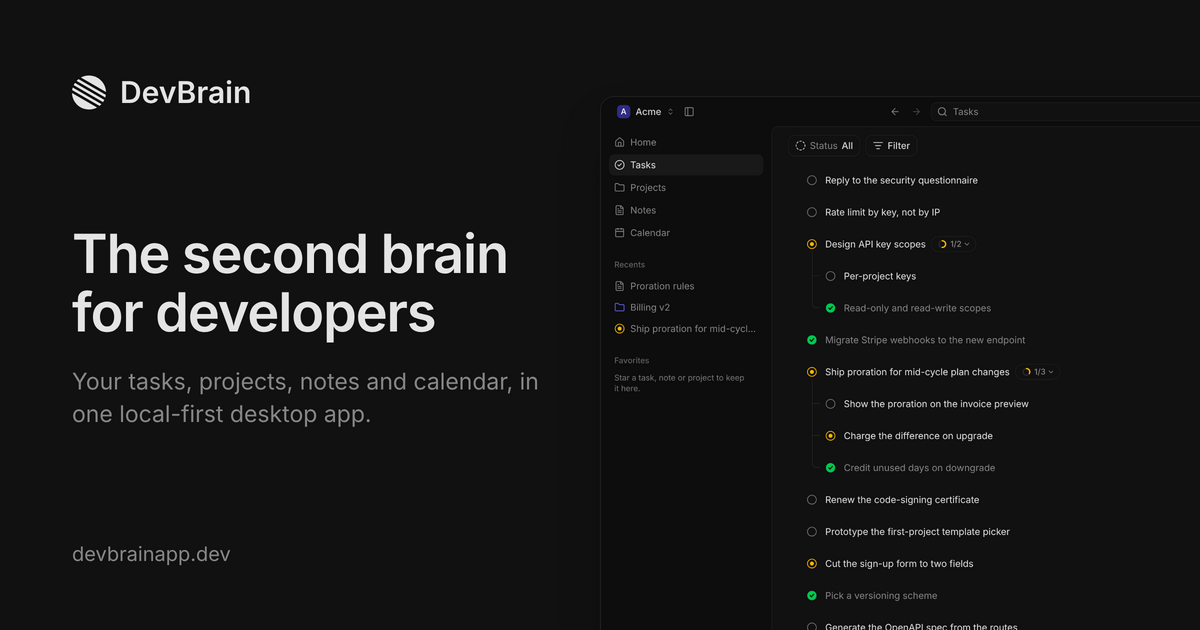 DevBrain
The second brain
for developers
Your tasks, projects, notes and calendar, in
one local-first desktop app.
devbrainapp.dev
A Acme
Home
Tasks
Projects
Notes
Calendar
Recents
Proration rules
Billing v2
Ship proration for mid-cycl...
Favorites
Star a task, note or project to keep
it here.
Tasks
Status All
Filter
Reply to the security questionnaire
Rate limit by key, not by IP
Design API key scopes 1/2
Per-project keys
Read-only and read-write scopes
Migrate Stripe webhooks to the new endpoint
Ship proration for mid-cycle plan changes 1/3
Show the proration on the invoice preview
Charge the difference on upgrade
Credit unused days on downgrade
Renew the code-signing certificate
Prototype the first-project template picker
Cut the sign-up form to two fields
Pick a versioning scheme
Generate the OpenAPI spec from the routes